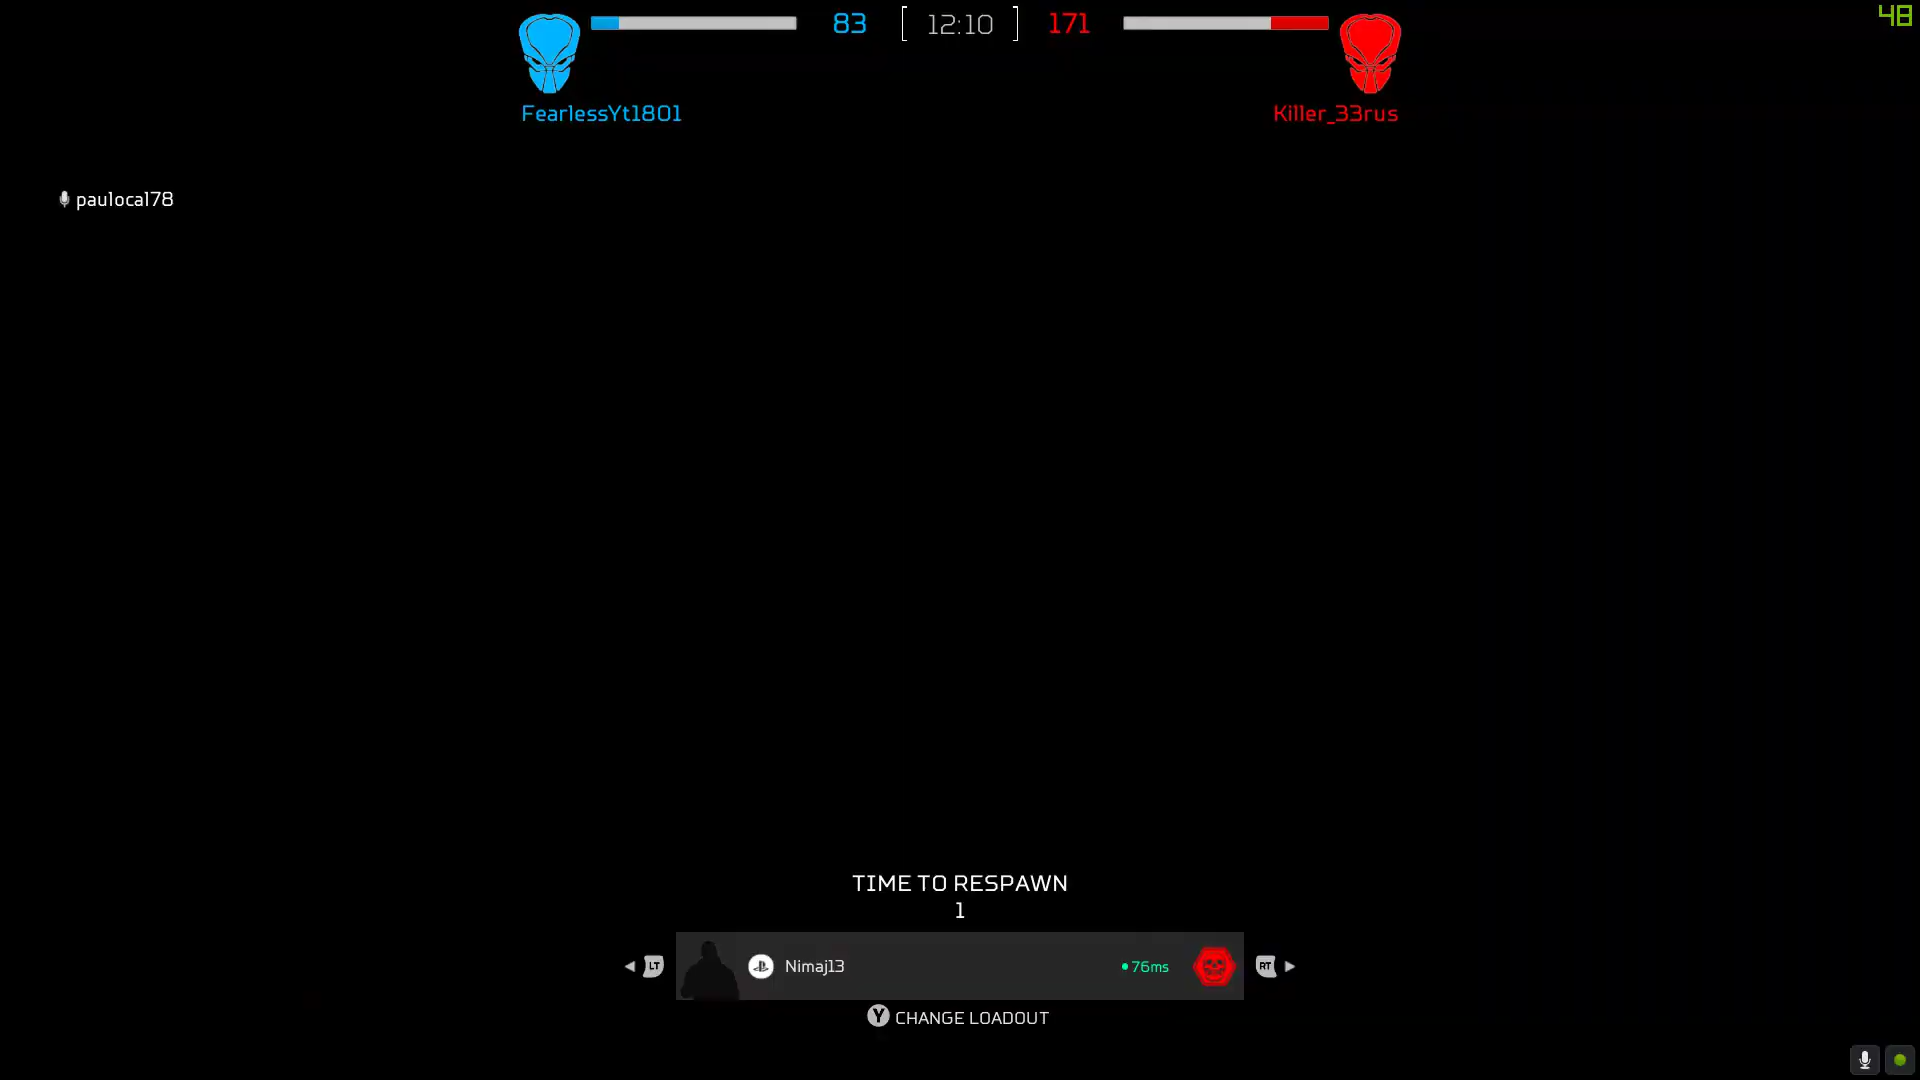 83 [ 12:10 ] 171
48
FearlessYt1801
Killer_33rus
paulocal78
TIME TO RESPAWN
1
LT Nimaj13 76ms RT
Y CHANGE LOADOUT